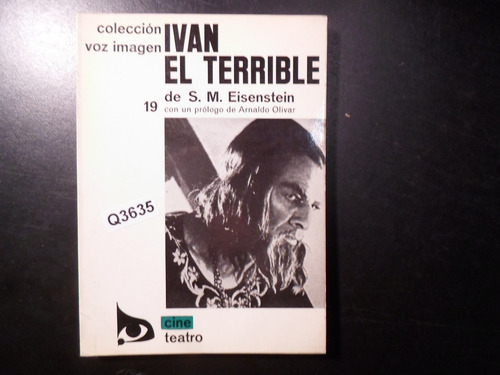 colección
voz imagen
IVAN
EL TERRIBLE
de S. M. Eisenstein
19
con un prólogo de Arnaldo Olivar
Q3635
cine
teatro